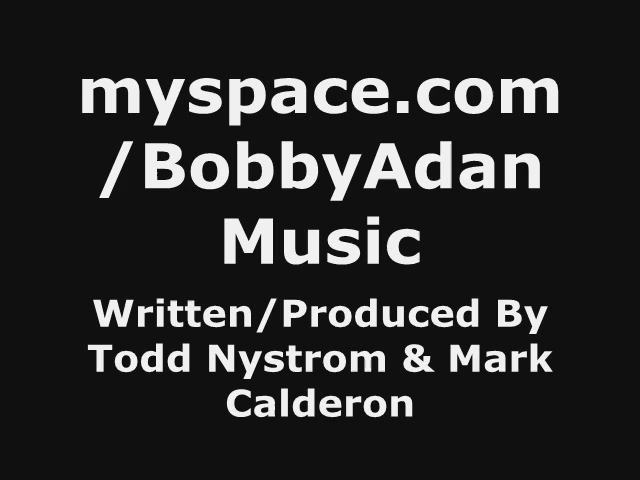 myspace.com
/BobbyAdan
Music
Written/Produced By
Todd Nystrom & Mark
Calderon